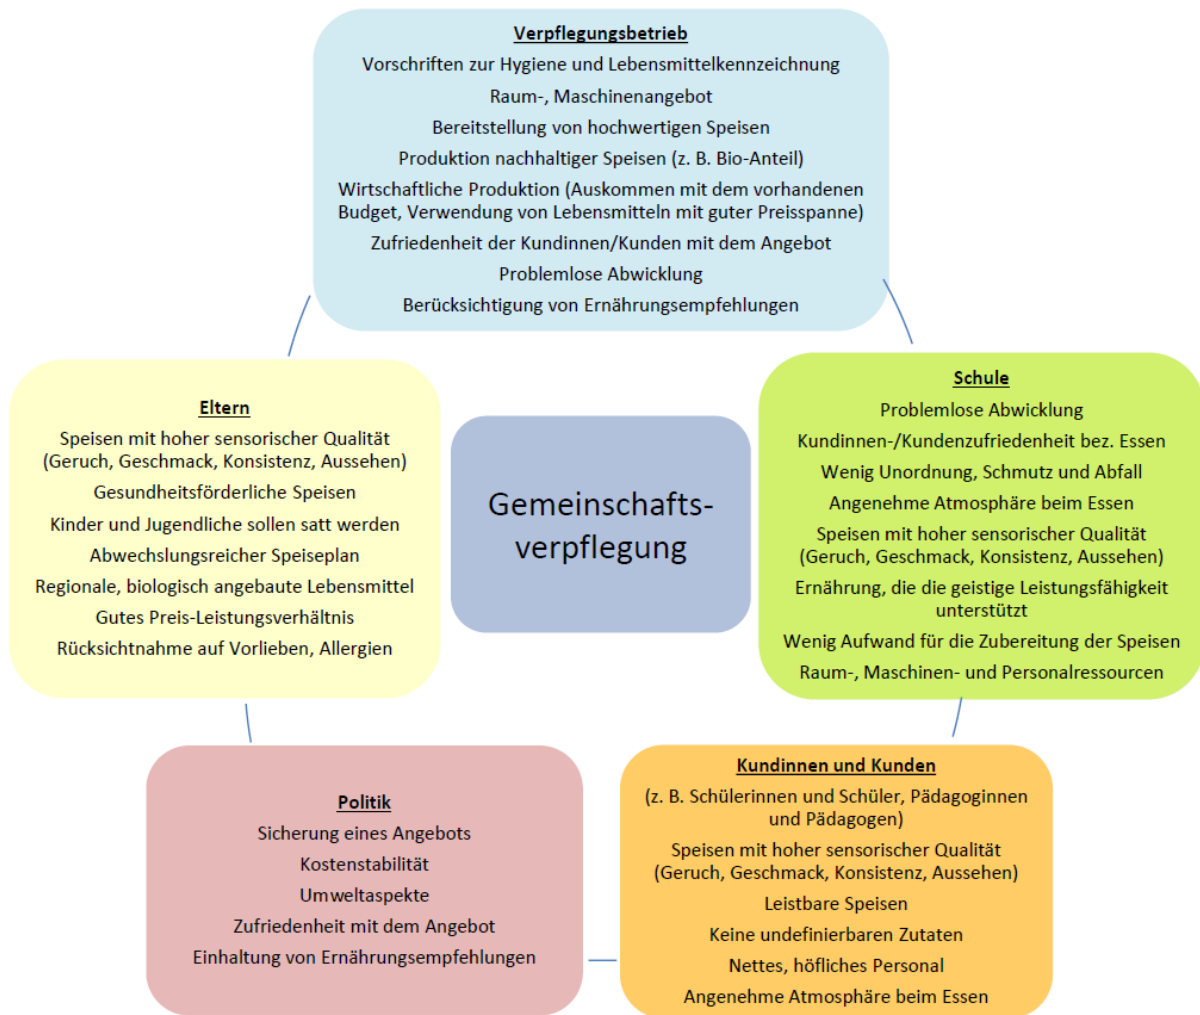 Verpflegungsbetrieb
Vorschriften zur Hygiene und Lebensmittelkennzeichnung
Raum-, Maschinenangebot
Bereitstellung von hochwertigen Speisen
Produktion nachhaltiger Speisen (z. B. Bio-Anteil)
Wirtschaftliche Produktion (Auskommen mit dem vorhandenen
Budget, Verwendung von Lebensmitteln mit guter Preisspanne)
Zufriedenheit der Kundinnen/Kunden mit dem Angebot
Problemlose Abwicklung
Berücksichtigung von Ernährungsempfehlungen
Eltern
Speisen mit hoher sensorischer Qualität
(Geruch, Geschmack, Konsistenz, Aussehen)
Gesundheitsförderliche Speisen
Kinder und Jugendliche sollen satt werden
Abwechslungsreicher Speiseplan
Regionale, biologisch angebaute Lebensmittel
Gutes Preis-Leistungsverhältnis
Rücksichtnahme auf Vorlieben, Allergien
Gemeinschafts-
verpflegung
Schule
Problemlose Abwicklung
Kundinnen-/Kundenzufriedenheit bez. Essen
Wenig Unordnung, Schmutz und Abfall
Angenehme Atmosphäre beim Essen
Speisen mit hoher sensorischer Qualität
(Geruch, Geschmack, Konsistenz, Aussehen)
Ernährung, die die geistige Leistungsfähigkeit
unterstützt
Wenig Aufwand für die Zubereitung der Speisen
Raum-, Maschinen- und Personalressourcen
Politik
Sicherung eines Angebots
Kostenstabilität
Umweltaspekte
Zufriedenheit mit dem Angebot
Einhaltung von Ernährungsempfehlungen
Kundinnen und Kunden
(z. B. Schülerinnen und Schüler, Pädagoginnen
und Pädagogen)
Speisen mit hoher sensorischer Qualität
(Geruch, Geschmack, Konsistenz, Aussehen)
Leistbare Speisen
Keine undefinierbaren Zutaten
Nettes, höfliches Personal
Angenehme Atmosphäre beim Essen